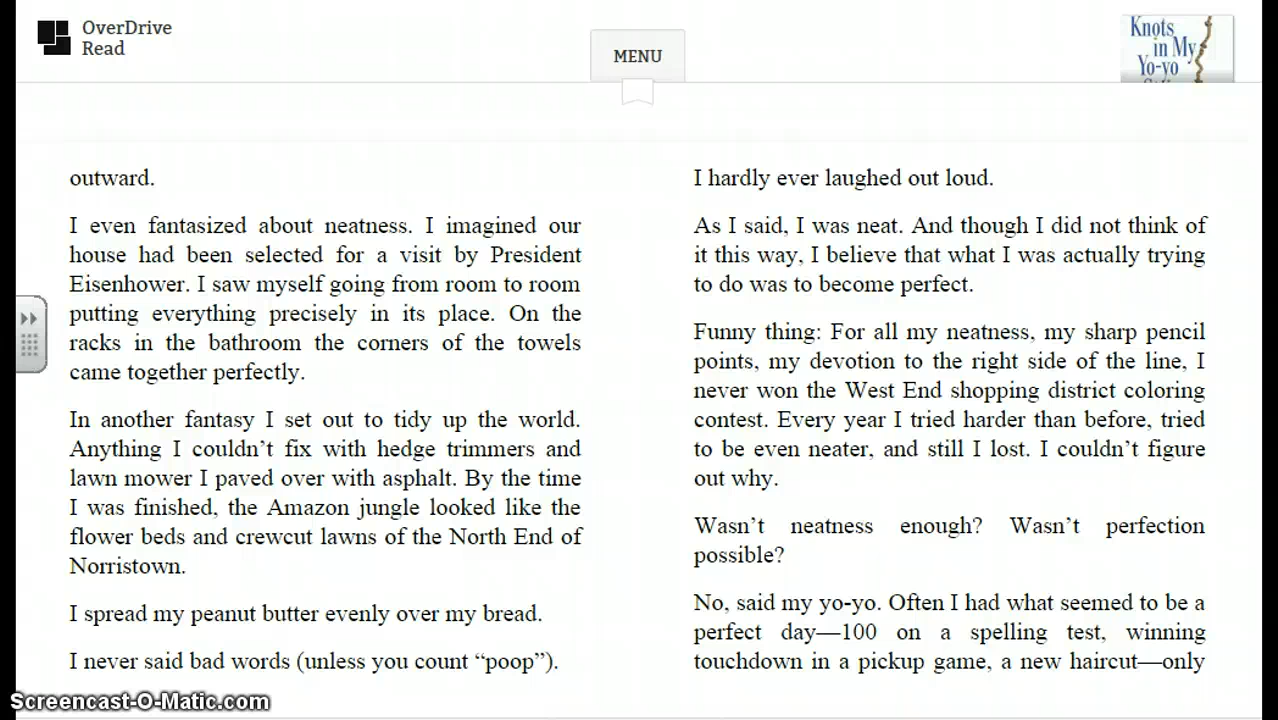 OverDrive
Read
MENU
Knots
in My
Yo-yo
outward.
I even fantasized about neatness. I imagined our
house had been selected for a visit by President
Eisenhower. I saw myself going from room to room
putting everything precisely in its place. On the
racks in the bathroom the corners of the towels
came together perfectly.
In another fantasy I set out to tidy up the world.
Anything I couldn’t fix with hedge trimmers and
lawn mower I paved over with asphalt. By the time
I was finished, the Amazon jungle looked like the
flower beds and crewcut lawns of the North End of
Norristown.
I spread my peanut butter evenly over my bread.
I never said bad words (unless you count “poop”).
I hardly ever laughed out loud.
As I said, I was neat. And though I did not think of
it this way, I believe that what I was actually trying
to do was to become perfect.
Funny thing: For all my neatness, my sharp pencil
points, my devotion to the right side of the line, I
never won the West End shopping district coloring
contest. Every year I tried harder than before, tried
to be even neater, and still I lost. I couldn’t figure
out why.
Wasn’t neatness enough? Wasn’t perfection
possible?
No, said my yo-yo. Often I had what seemed to be a
perfect day—100 on a spelling test, winning
touchdown in a pickup game, a new haircut—only
Screencast-O-Matic.com